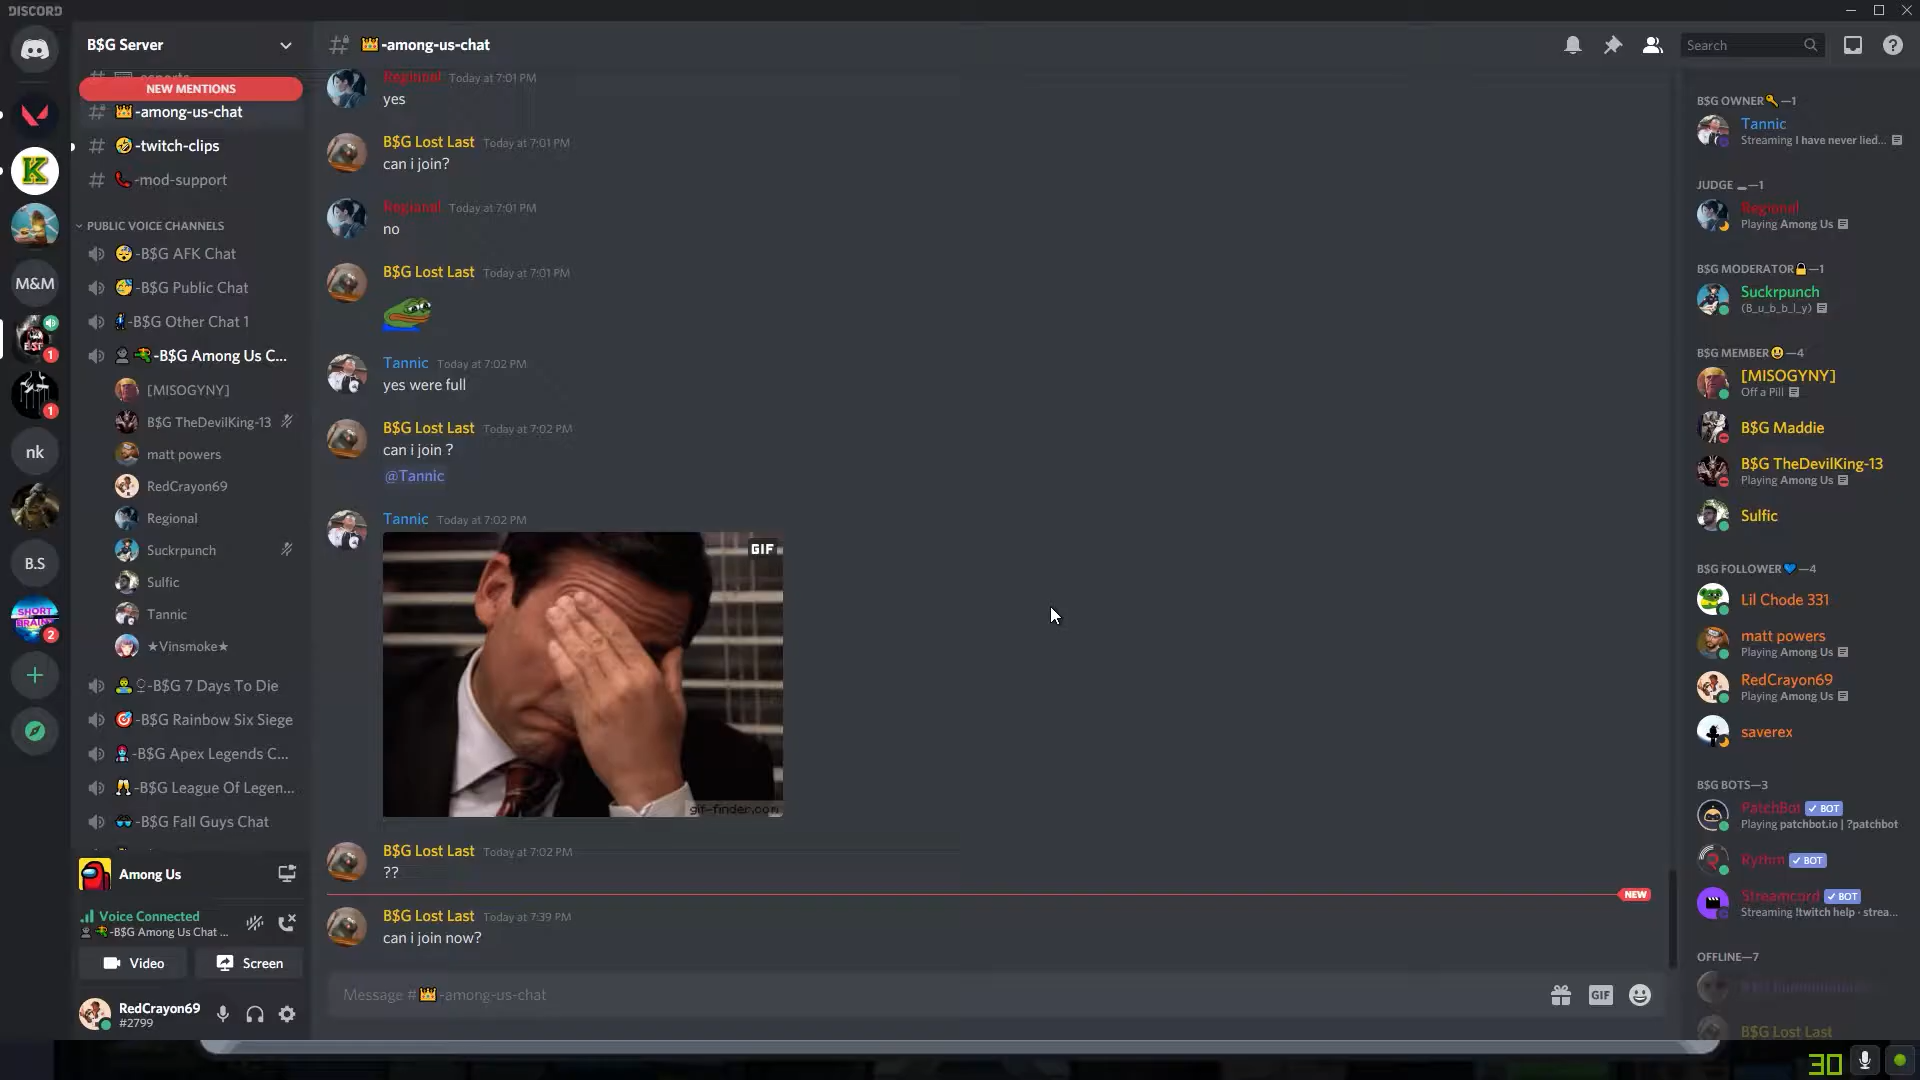 DISCORD
B$G Server
-among-us-chat
Search
NEW MENTIONS
-among-us-chat
-twitch-clips
-mod-support
PUBLIC VOICE CHANNELS
-B$G AFK Chat
-B$G Public Chat
-B$G Other Chat 1
-B$G Among Us C...
[MISOGYNY]
B$G TheDevilKing-13
matt powers
RedCrayon69
Regional
Suckrpunch
Sulfic
Tannic
★Vinsmoke★
-B$G 7 Days To Die
-B$G Rainbow Six Siege
-B$G Apex Legends C...
-B$G League Of Legen...
-B$G Fall Guys Chat
Among Us
Voice Connected
-B$G Among Us Chat ...
Video
Screen
RedCrayon69
#2799
M&M
1
1
nk
B.S
SHORT
2
Regional Today at 7:01 PM
yes
B$G Lost Last Today at 7:01 PM
can i join?
Regional Today at 7:01 PM
no
B$G Lost Last Today at 7:01 PM
Tannic Today at 7:02 PM
yes were full
B$G Lost Last Today at 7:02 PM
can i join ?
@Tannic
Tannic Today at 7:02 PM
GIF
gif-finder.com
B$G Lost Last Today at 7:02 PM
??
NEW
B$G Lost Last Today at 7:39 PM
can i join now?
Message # -among-us-chat
GIF
B$G OWNER —1
Tannic
Streaming I have never lied...
JUDGE —1
Regional
Playing Among Us
B$G MODERATOR —1
Suckrpunch
(B_u_b_b_l_y)
B$G MEMBER —4
[MISOGYNY]
Off a Pill
B$G Maddie
B$G TheDevilKing-13
Playing Among Us
Sulfic
B$G FOLLOWER —4
Lil Chode 331
matt powers
Playing Among Us
RedCrayon69
Playing Among Us
saverex
B$G BOTS—3
PatchBot BOT
Playing patchbot.io | ?patchbot
Rythm BOT
Streamcord BOT
Streaming !twitch help · strea...
OFFLINE—7
B$G Lost Last
30